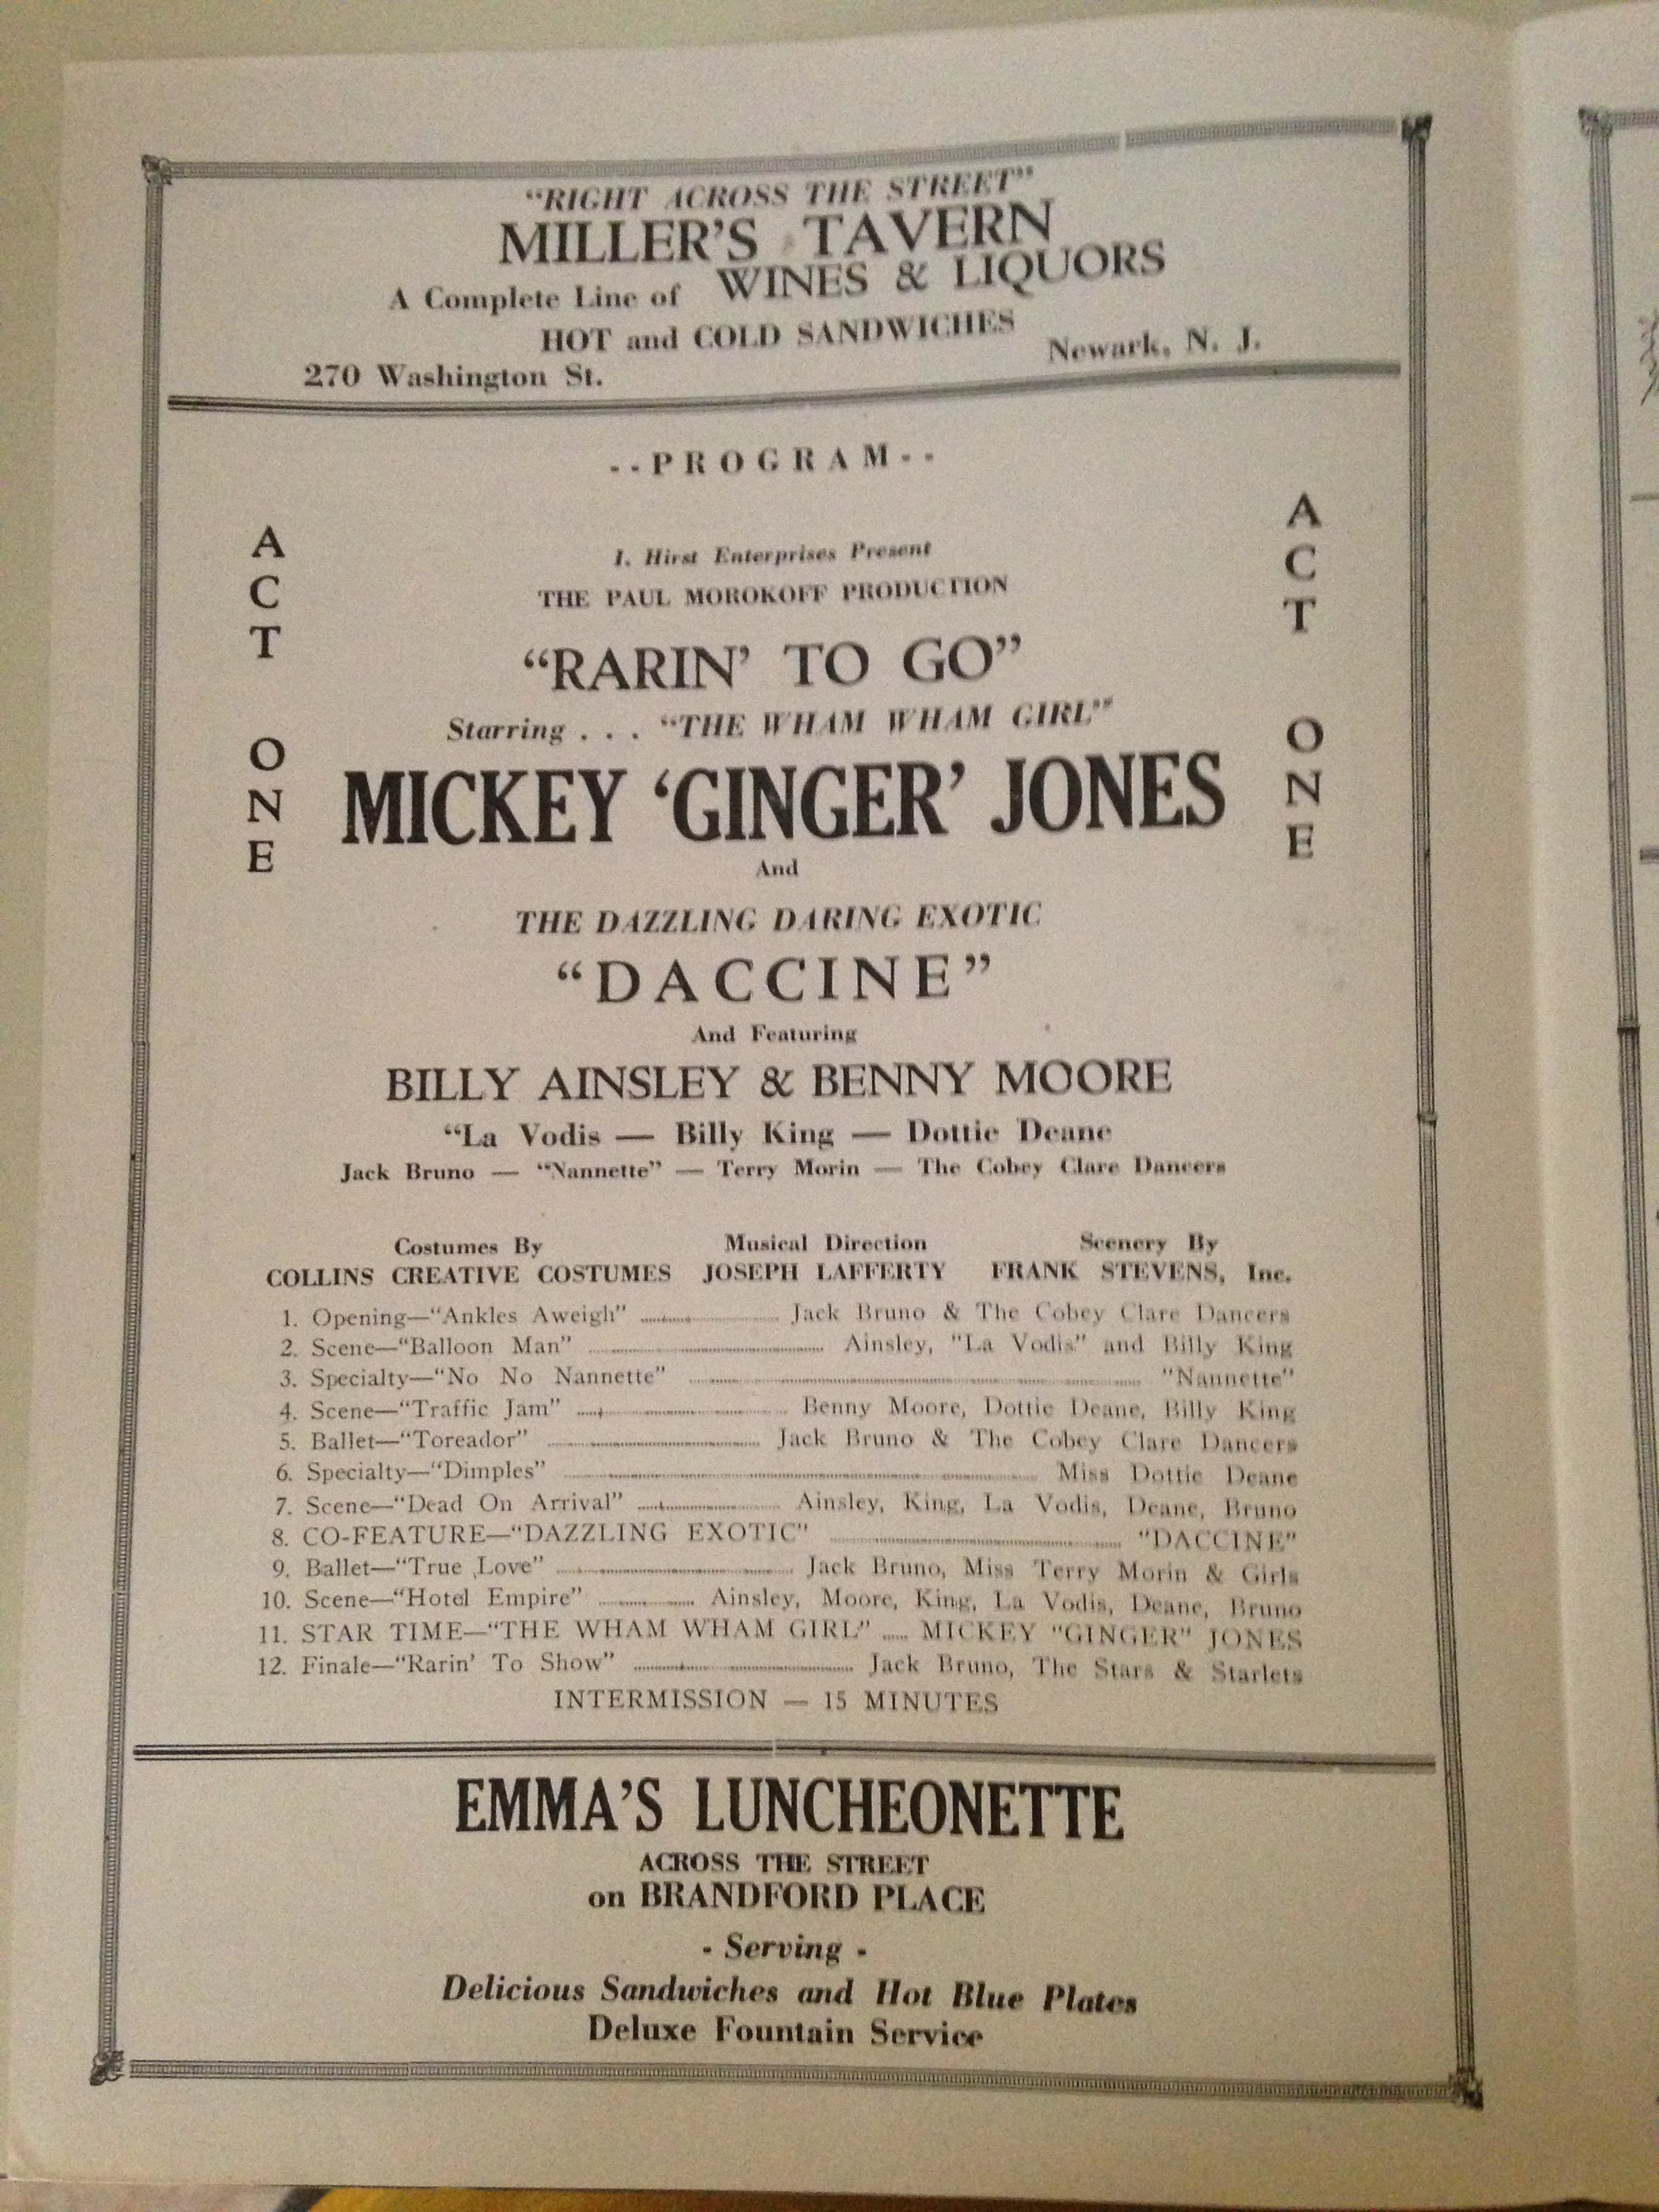 “RIGHT ACROSS THE STREET”
MILLER’S TAVERN
A Complete Line of WINES & LIQUORS
HOT and COLD SANDWICHES
270 Washington St. Newark, N. J.
--PROGRAM--
ACT ONE
ACT ONE
I. Hirst Enterprises Present
THE PAUL MOROKOFF PRODUCTION
“RARIN’ TO GO”
Starring . . . “THE WHAM WHAM GIRL”
MICKEY ‘GINGER’ JONES
And
THE DAZZLING DARING EXOTIC
“DACCINE”
And Featuring
BILLY AINSLEY & BENNY MOORE
“La Vodis — Billy King — Dottie Deane
Jack Bruno — “Nannette” — Terry Morin — The Cobey Clare Dancers
Costumes By Musical Direction Scenery By
COLLINS CREATIVE COSTUMES JOSEPH LAFFERTY FRANK STEVENS, Inc.
1. Opening—“Ankles Aweigh” ........ Jack Bruno & The Cobey Clare Dancers
2. Scene—“Balloon Man” ........ Ainsley, "La Vodis" and Billy King
3. Specialty—“No No Nannette” ........ "Nannette"
4. Scene—“Traffic Jam” ........ Benny Moore, Dottie Deane, Billy King
5. Ballet—“Toreador” ........ Jack Bruno & The Cobey Clare Dancers
6. Specialty—“Dimples” ........ Miss Dottie Deane
7. Scene—“Dead On Arrival” ........ Ainsley, King, La Vodis, Deane, Bruno
8. CO-FEATURE—“DAZZLING EXOTIC” ........ "DACCINE"
9. Ballet—“True Love” ........ Jack Bruno, Miss Terry Morin & Girls
10. Scene—“Hotel Empire” ........ Ainsley, Moore, King, La Vodis, Deane, Bruno
11. STAR TIME—“THE WHAM WHAM GIRL” ..... MICKEY "GINGER" JONES
12. Finale—“Rarin’ To Show” ........ Jack Bruno, The Stars & Starlets
INTERMISSION — 15 MINUTES
EMMA’S LUNCHEONETTE
ACROSS THE STREET
on BRANDFORD PLACE
- Serving -
Delicious Sandwiches and Hot Blue Plates
Deluxe Fountain Service